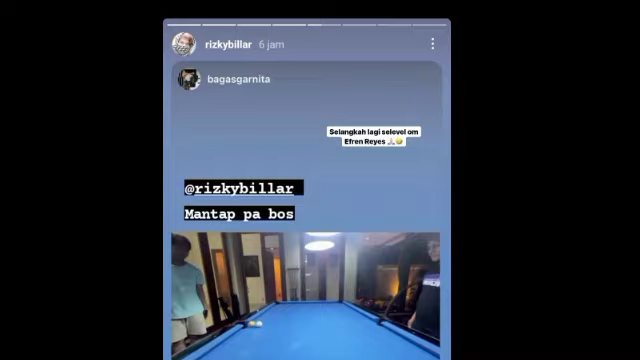 rizkybillar 6 jam
bagasgarnita
Selangkah lagi selevel om
Efren Reyes 🙏🏻🤣
@rizkybillar
Mantap pa bos